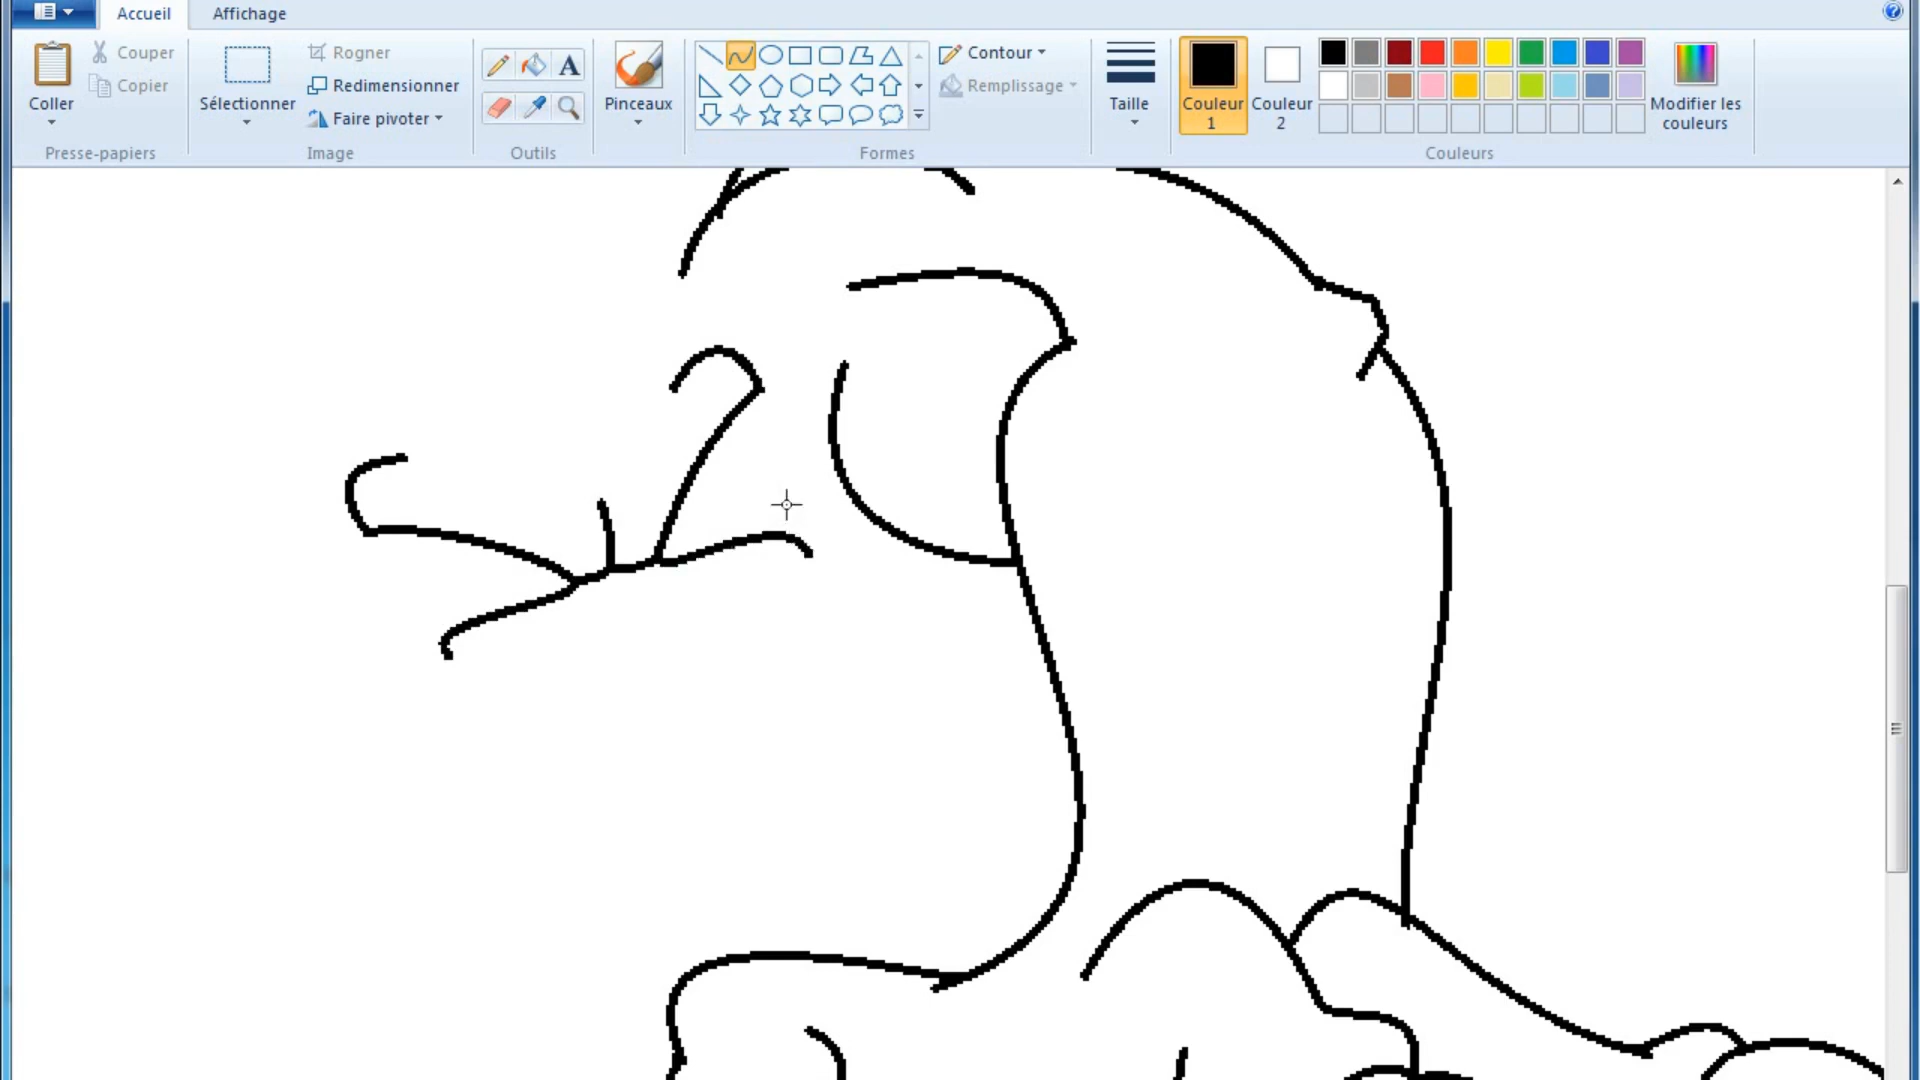 Accueil Affichage
Coller
Couper
Copier
Presse-papiers
Sélectionner
Rogner
Redimensionner
Faire pivoter
Image
A
Outils
Pinceaux
Formes
Contour
Remplissage
Taille
Couleur
1
Couleur
2
Modifier les
couleurs
Couleurs
?